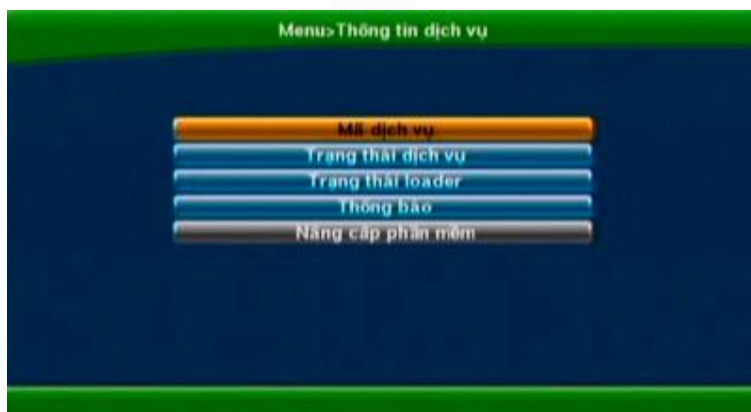 Menu>Thông tin dịch vụ
Mã dịch vụ
Trạng thái dịch vụ
Trạng thái loader
Thông báo
Nâng cấp phần mềm